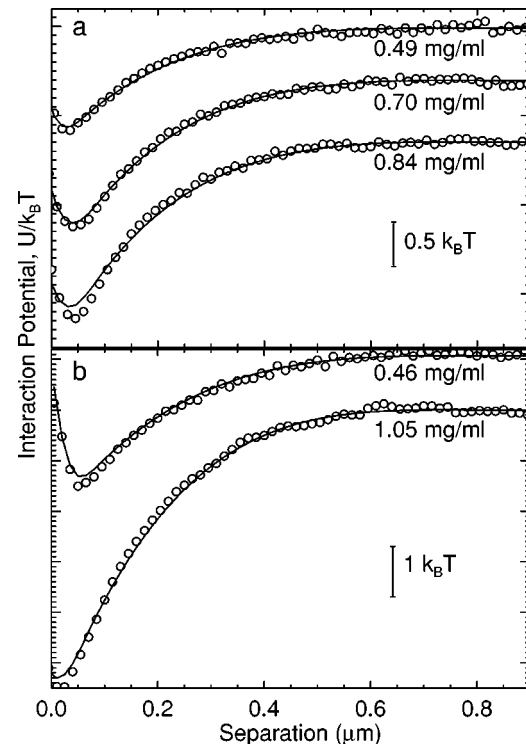 Interaction Potential, U/kBT
a
0.49 mg/ml
0.70 mg/ml
0.84 mg/ml
0.5 kBT
b
0.46 mg/ml
1.05 mg/ml
1 kBT
0.0 0.2 0.4 0.6 0.8
Separation (μm)